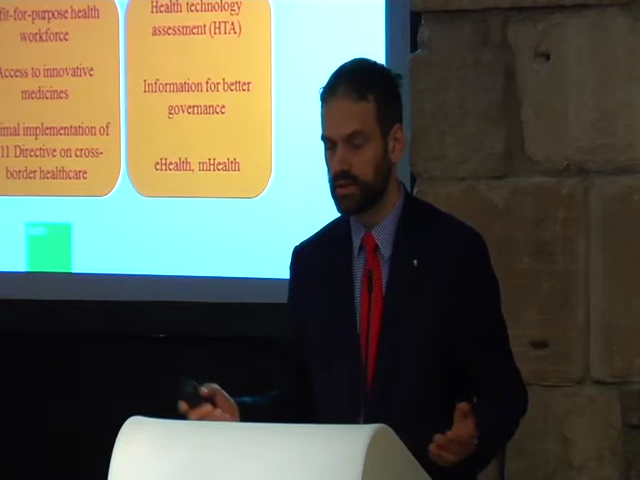 fit-for-purpose health
workforce
Access to innovative
medicines
implementation of
11 Directive on cross-
border healthcare
Health technology
assessment (HTA)
Information for better
governance
eHealth, mHealth